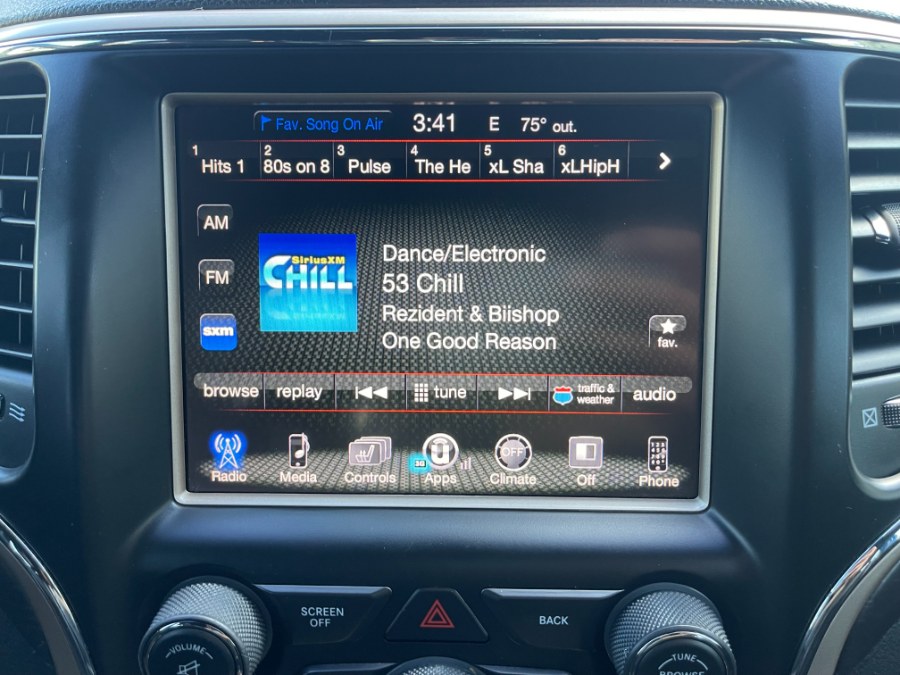 Fav. Song On Air 3:41 E 75° out.
1 Hits 1 2 80s on 8 3 Pulse 4 The He 5 xL Sha 6 xLHipH
AM
FM
sxm
SiriusXM
CHILL
Dance/Electronic
53 Chill
Rezident & Biishop
One Good Reason
fav.
browse replay tune traffic & weather audio
3G
OFF
Radio Media Controls Apps Climate Off Phone
SCREEN OFF
BACK
VOLUME
TUNE
BROWSE